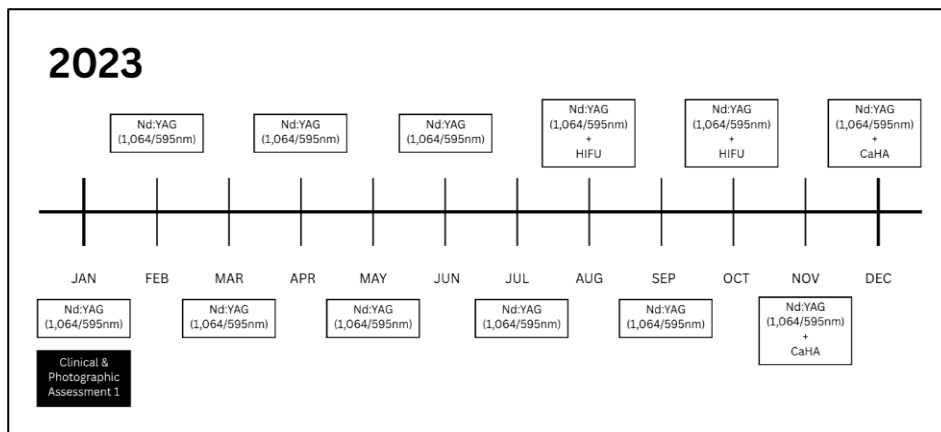 2023
Nd:YAG
(1,064/595nm)
Nd:YAG
(1,064/595nm)
Nd:YAG
(1,064/595nm)
Nd:YAG
(1,064/595nm)
+
HIFU
Nd:YAG
(1,064/595nm)
+
HIFU
Nd:YAG
(1,064/595nm)
+
CaHA
JAN FEB MAR APR MAY JUN JUL AUG SEP OCT NOV DEC
Nd:YAG
(1,064/595nm)
Nd:YAG
(1,064/595nm)
Nd:YAG
(1,064/595nm)
Nd:YAG
(1,064/595nm)
Nd:YAG
(1,064/595nm)
Nd:YAG
(1,064/595nm)
+
CaHA
Clinical &
Photographic
Assessment 1